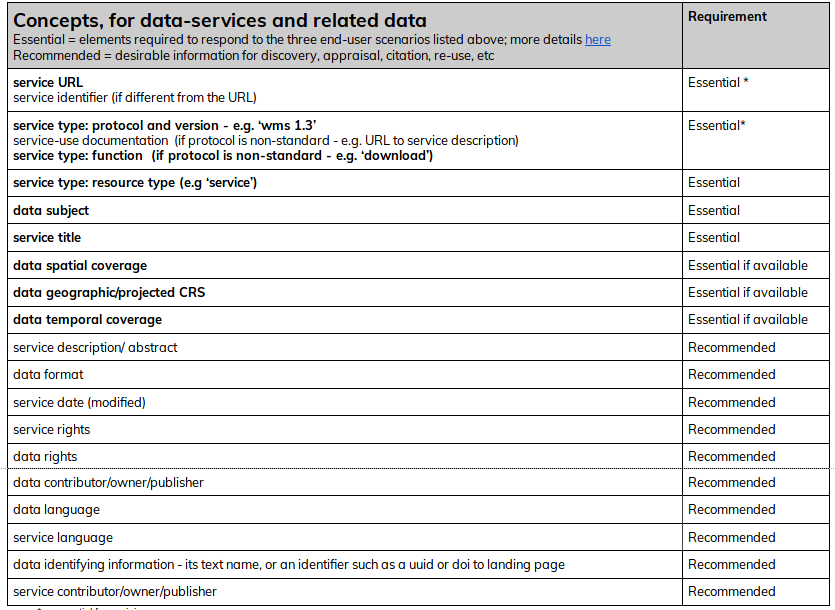 Concepts, for data-services and related data
Requirement
Essential = elements required to respond to the three end-user scenarios listed above; more details here
Recommended = desirable information for discovery, appraisal, citation, re-use, etc
service URL
Essential *
service identifier (if different from the URL)
service type: protocol and version - e.g. ‘wms 1.3’
Essential*
service-use documentation (if protocol is non-standard - e.g. URL to service description)
service type: function (if protocol is non-standard - e.g. ‘download’)
service type: resource type (e.g ‘service’)
Essential
data subject
Essential
service title
Essential
data spatial coverage
Essential if available
data geographic/projected CRS
Essential if available
data temporal coverage
Essential if available
service description/ abstract
Recommended
data format
Recommended
service date (modified)
Recommended
service rights
Recommended
data rights
Recommended
data contributor/owner/publisher
Recommended
data language
Recommended
service language
Recommended
data identifying information - its text name, or an identifier such as a uuid or doi to landing page
Recommended
service contributor/owner/publisher
Recommended